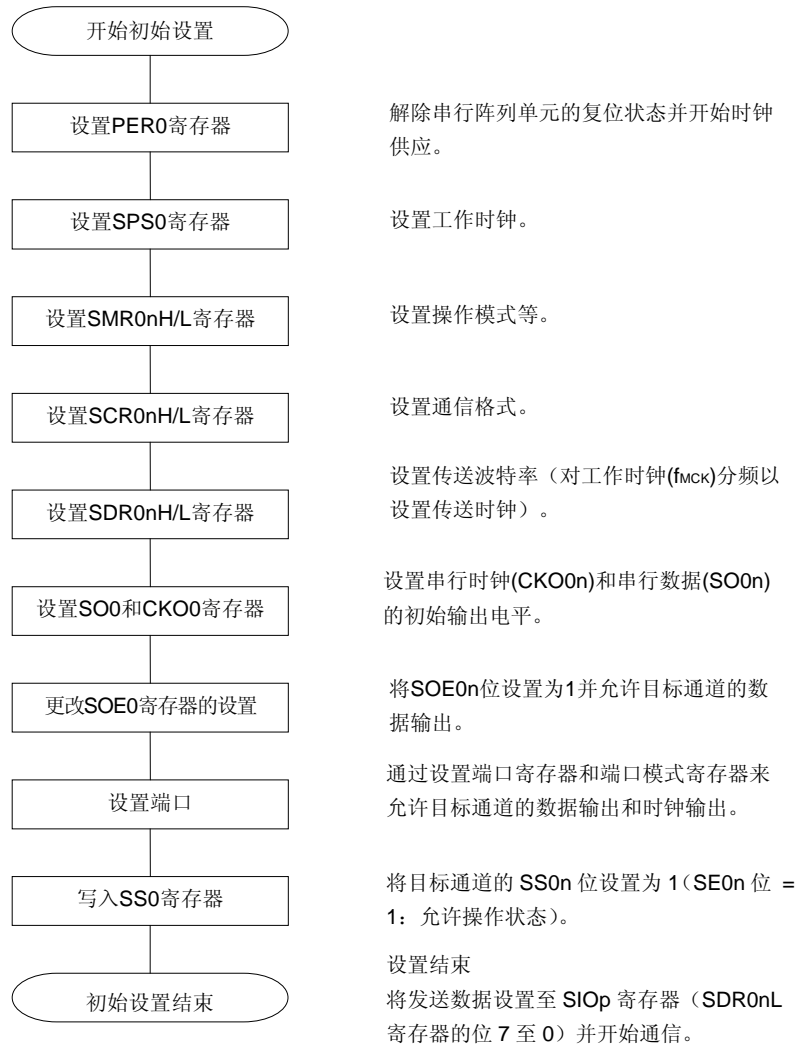 开始初始设置
设置PER0寄存器
解除串行阵列单元的复位状态并开始时钟
供应。
设置SPS0寄存器
设置工作时钟。
设置SMR0nH/L寄存器
设置操作模式等。
设置SCR0nH/L寄存器
设置通信格式。
设置SDR0nH/L寄存器
设置传送波特率（对工作时钟(fMCK)分频以
设置传送时钟）。
设置SO0和CKO0寄存器
设置串行时钟(CKO0n)和串行数据(SO0n)
的初始输出电平。
更改SOE0寄存器的设置
将SOE0n位设置为1并允许目标通道的数
据输出。
设置端口
通过设置端口寄存器和端口模式寄存器来
允许目标通道的数据输出和时钟输出。
写入SS0寄存器
将目标通道的 SS0n 位设置为 1（SE0n 位 =
1：允许操作状态）。
初始设置结束
设置结束
将发送数据设置至 SIOp 寄存器（SDR0nL
寄存器的位 7 至 0）并开始通信。